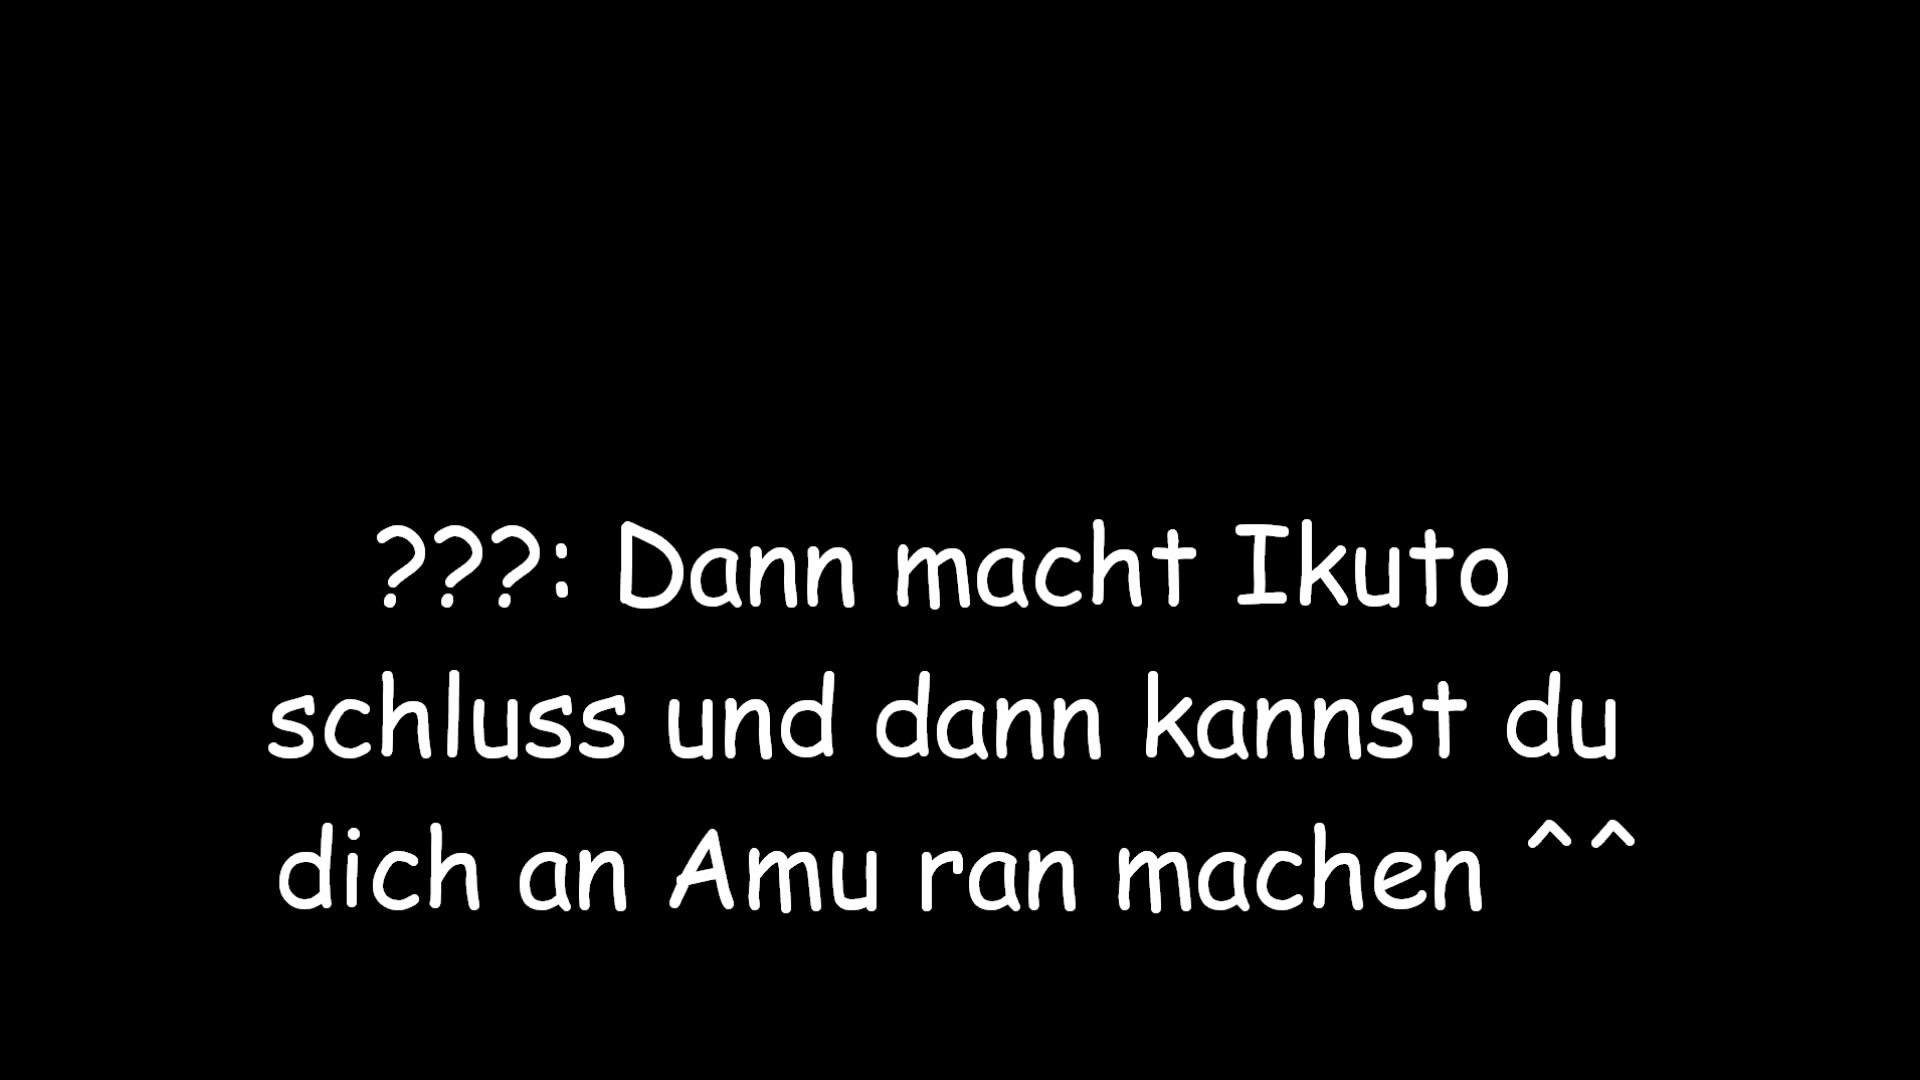 ???: Dann macht Ikuto
schluss und dann kannst du
dich an Amu ran machen ^^